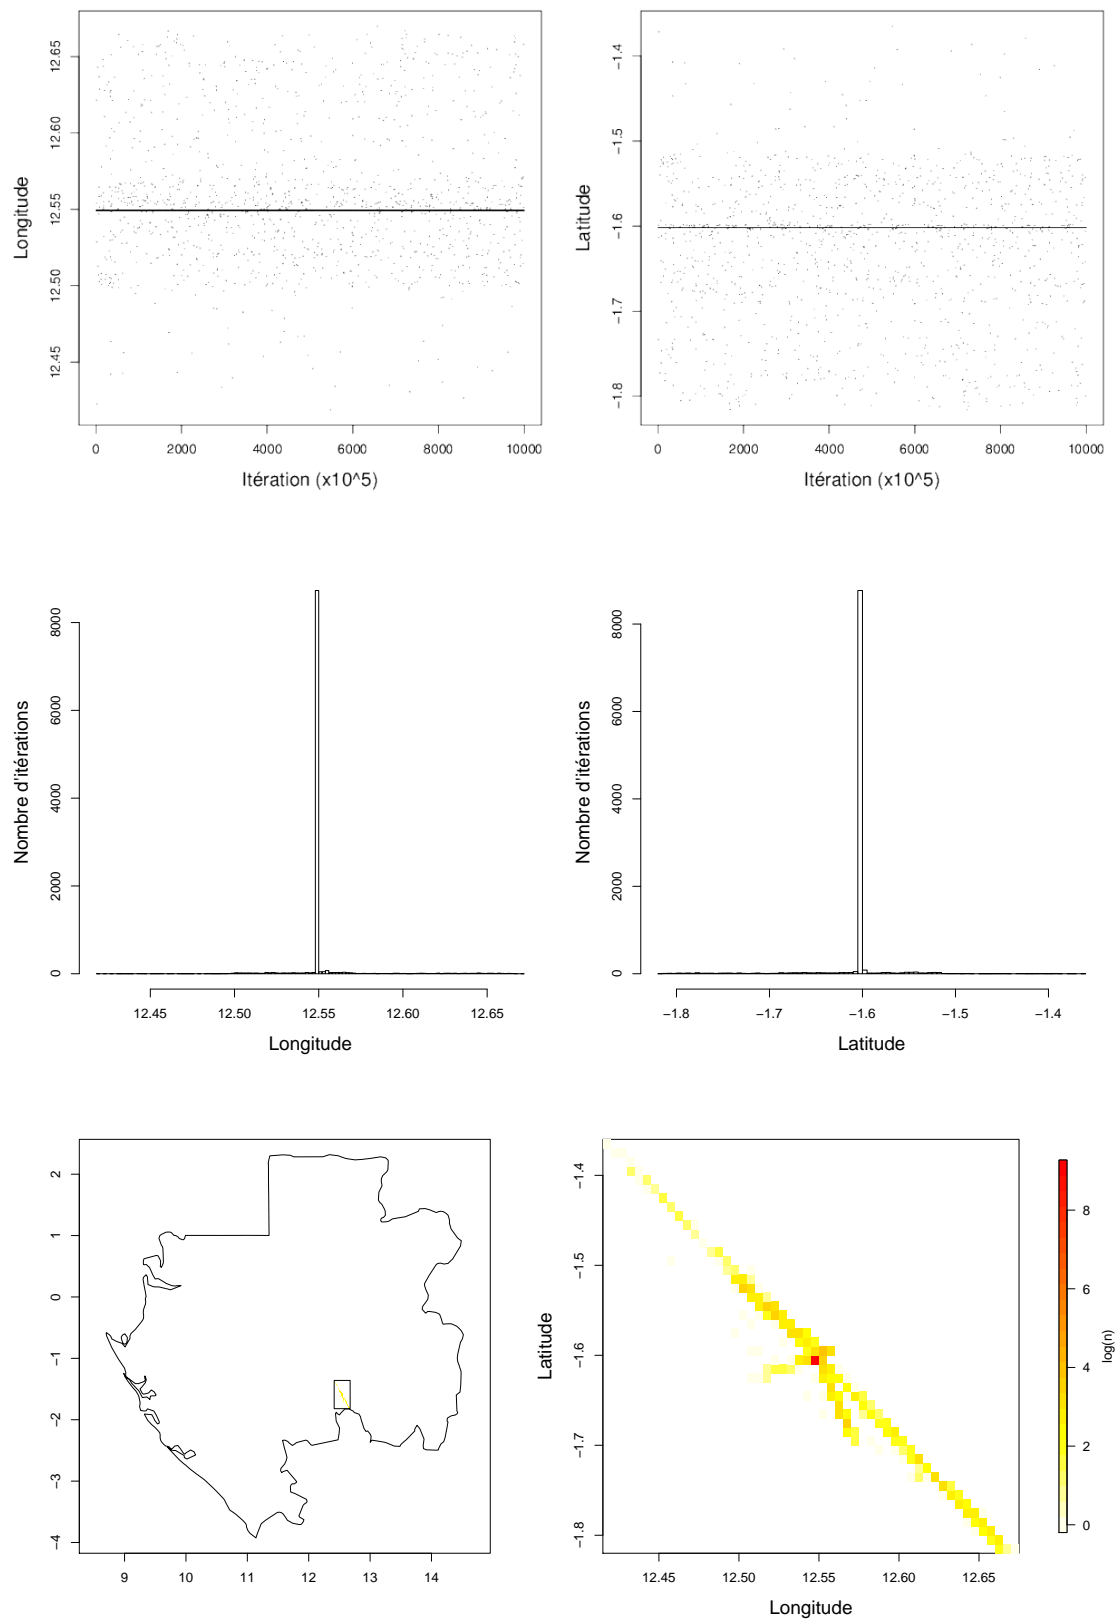 12.65
12.60
12.55
12.50
12.45
Longitude
0 2000 4000 6000 8000 10000
Itération (x10^5)
−1.4
−1.5
−1.6
−1.7
−1.8
Latitude
0 2000 4000 6000 8000 10000
Itération (x10^5)
8000
6000
4000
2000
0
Nombre d'itérations
12.45 12.50 12.55 12.60 12.65
Longitude
8000
6000
4000
2000
0
Nombre d'itérations
−1.8 −1.7 −1.6 −1.5 −1.4
Latitude
2
1
0
−1
−2
−3
−4
9 10 11 12 13 14
−1.4
−1.5
−1.6
−1.7
−1.8
Latitude
12.45 12.50 12.55 12.60 12.65
Longitude
8
6
4
2
0
log(n)